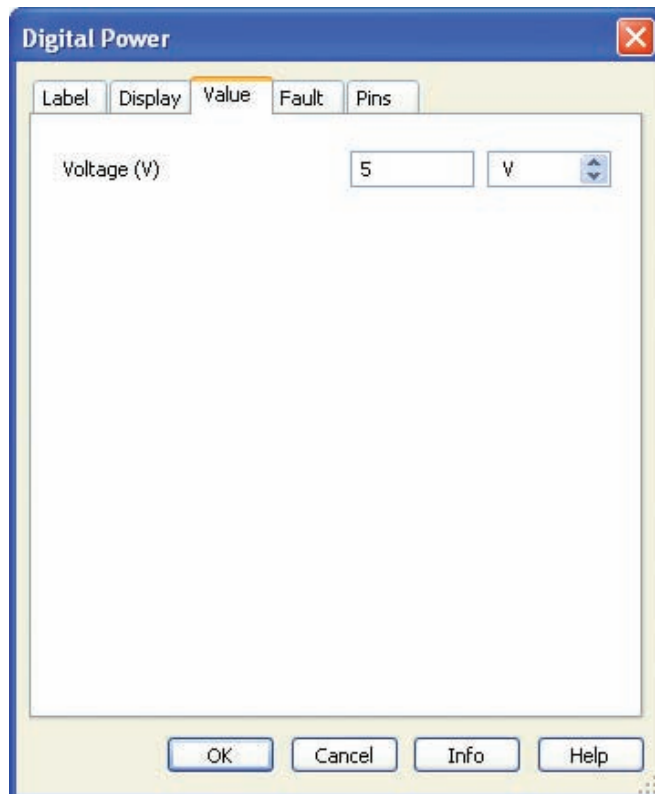 Digital Power
Label Display Value Fault Pins
Voltage (V) 5 V
OK Cancel Info Help